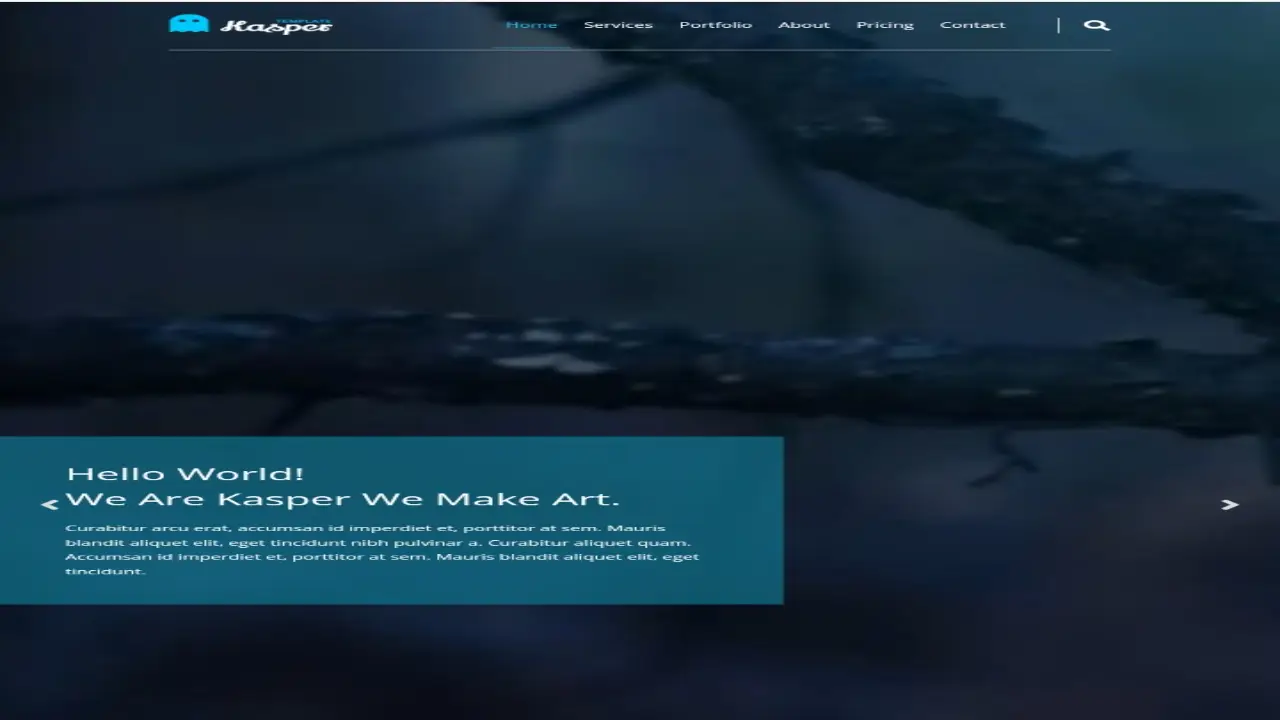 TEMPLATE
Kasper
Home Services Portfolio About Pricing Contact
Hello World!
We Are Kasper We Make Art.
Curabitur arcu erat, accumsan id imperdiet et, porttitor at sem. Mauris
blandit aliquet elit, eget tincidunt nibh pulvinar a. Curabitur aliquet quam.
Accumsan id imperdiet et, porttitor at sem. Mauris blandit aliquet elit, eget
tincidunt.